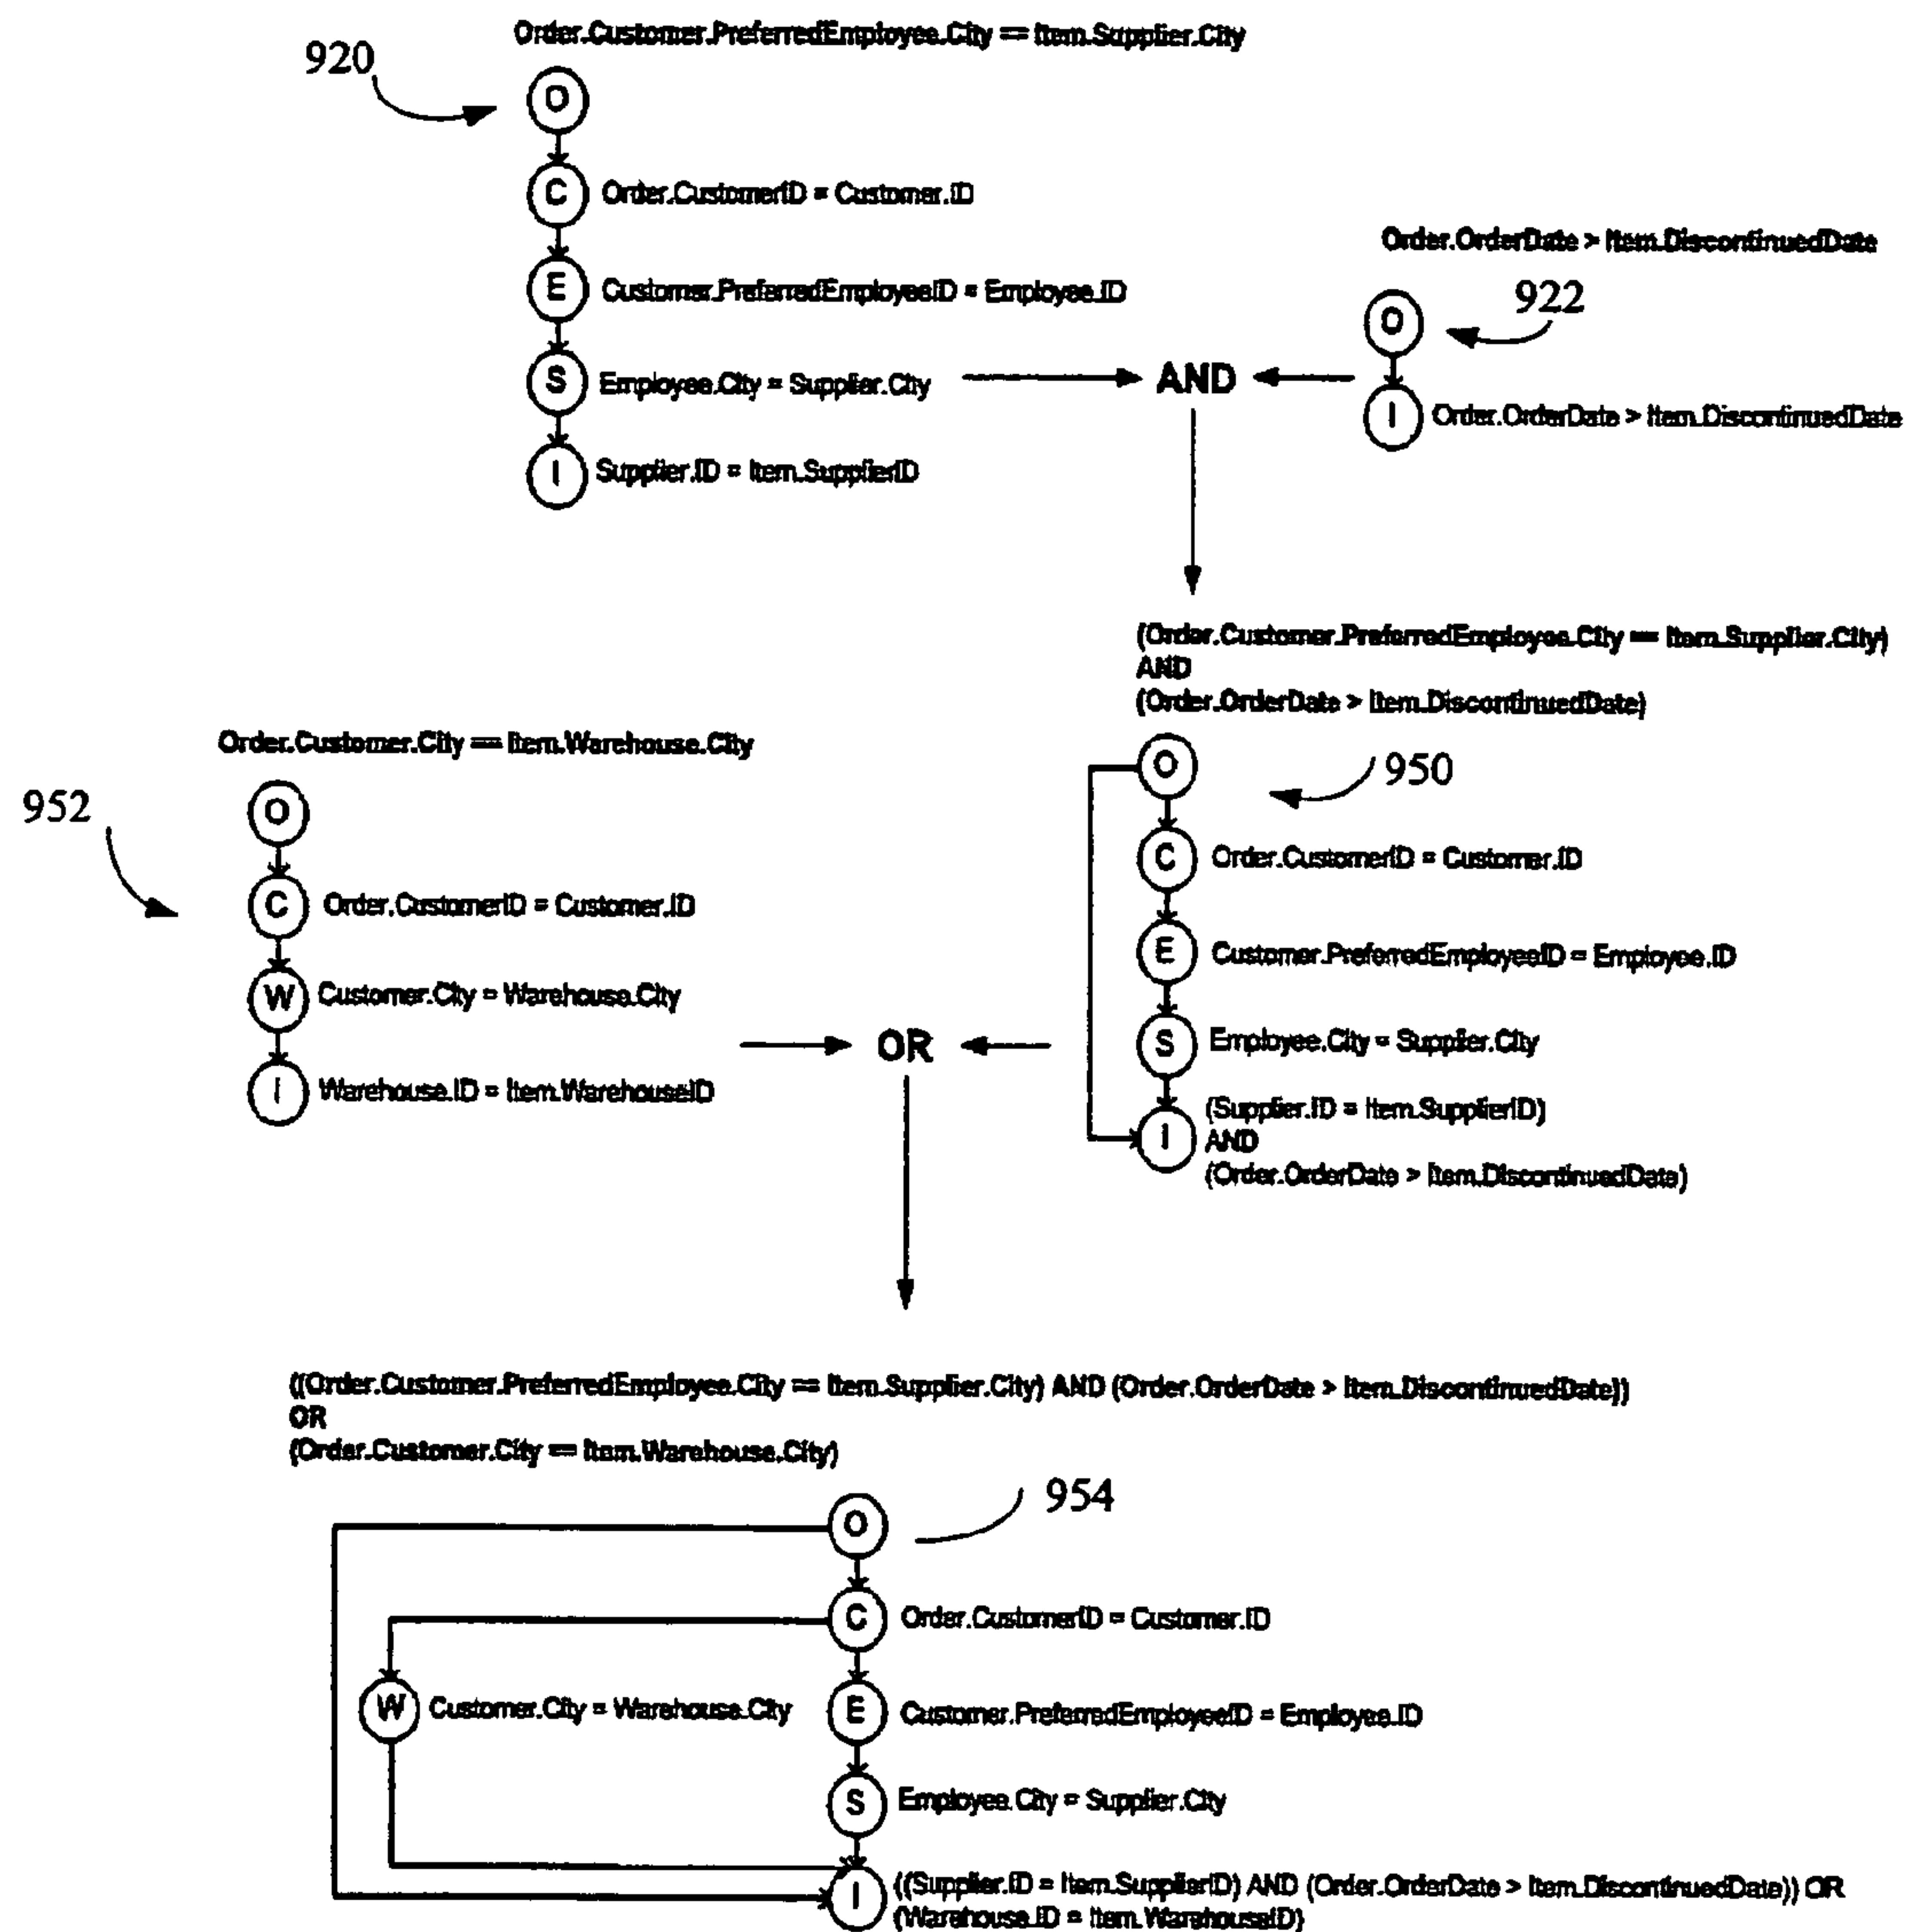 Order.Customer.PreferredEmployee.City == Item.Supplier.City
920
O
C Order.CustomerID = Customer.ID
E Customer.PreferredEmployeeID = Employee.ID
S Employee.City = Supplier.City
I Supplier.ID = Item.SupplierID
AND
Order.OrderDate > Item.DiscontinuedDate
922
O
I Order.OrderDate > Item.DiscontinuedDate
(Order.Customer.PreferredEmployee.City == Item.Supplier.City)
AND
(Order.OrderDate > Item.DiscontinuedDate)
950
O
C Order.CustomerID = Customer.ID
E Customer.PreferredEmployeeID = Employee.ID
S Employee.City = Supplier.City
(Supplier.ID = Item.SupplierID)
I AND
(Order.OrderDate > Item.DiscontinuedDate)
Order.Customer.City == Item.Warehouse.City
952
O
C Order.CustomerID = Customer.ID
W Customer.City = Warehouse.City
I Warehouse.ID = Item.WarehouseID
OR
((Order.Customer.PreferredEmployee.City == Item.Supplier.City) AND (Order.OrderDate > Item.DiscontinuedDate))
OR
(Order.Customer.City == Item.Warehouse.City)
954
O
C Order.CustomerID = Customer.ID
W Customer.City = Warehouse.City
E Customer.PreferredEmployeeID = Employee.ID
S Employee.City = Supplier.City
I ((Supplier.ID = Item.SupplierID) AND (Order.OrderDate > Item.DiscontinuedDate)) OR
(Warehouse.ID = Item.WarehouseID)